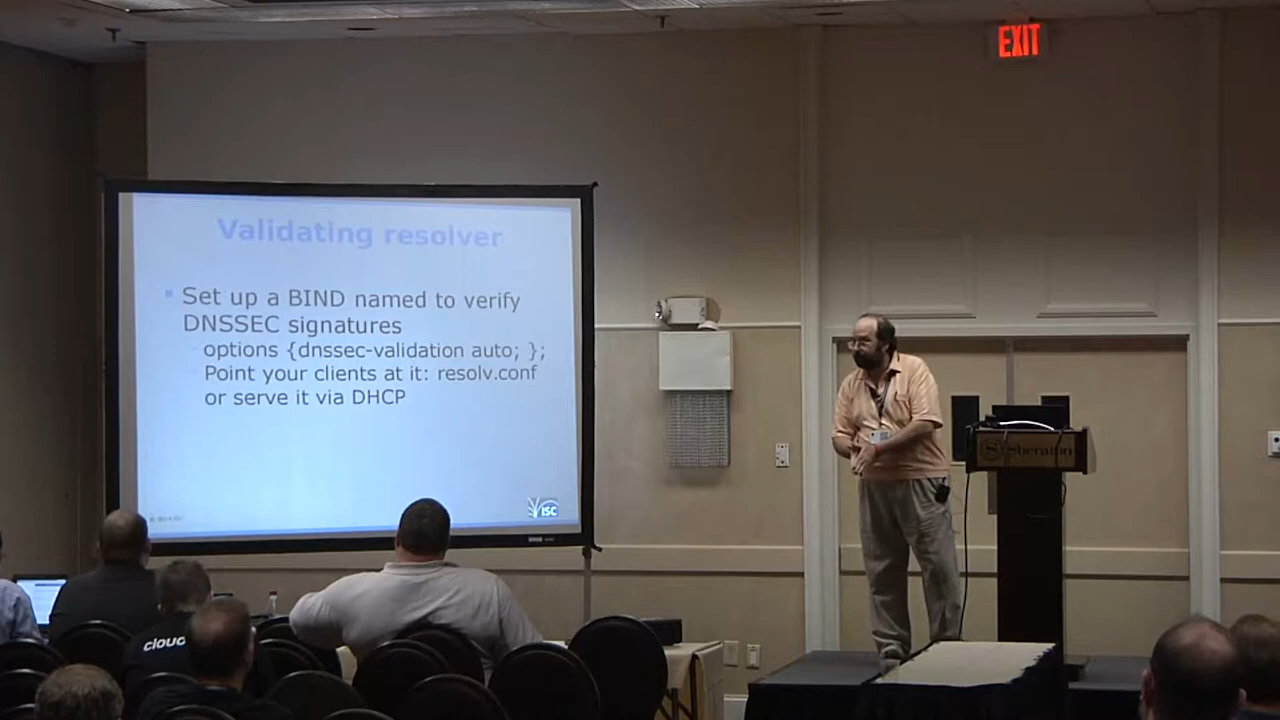 EXIT
Validating resolver
Set up a BIND named to verify
DNSSEC signatures
options {dnssec-validation auto; };
Point your clients at it: resolv.conf
or serve it via DHCP
ISC
Sheraton
cloud